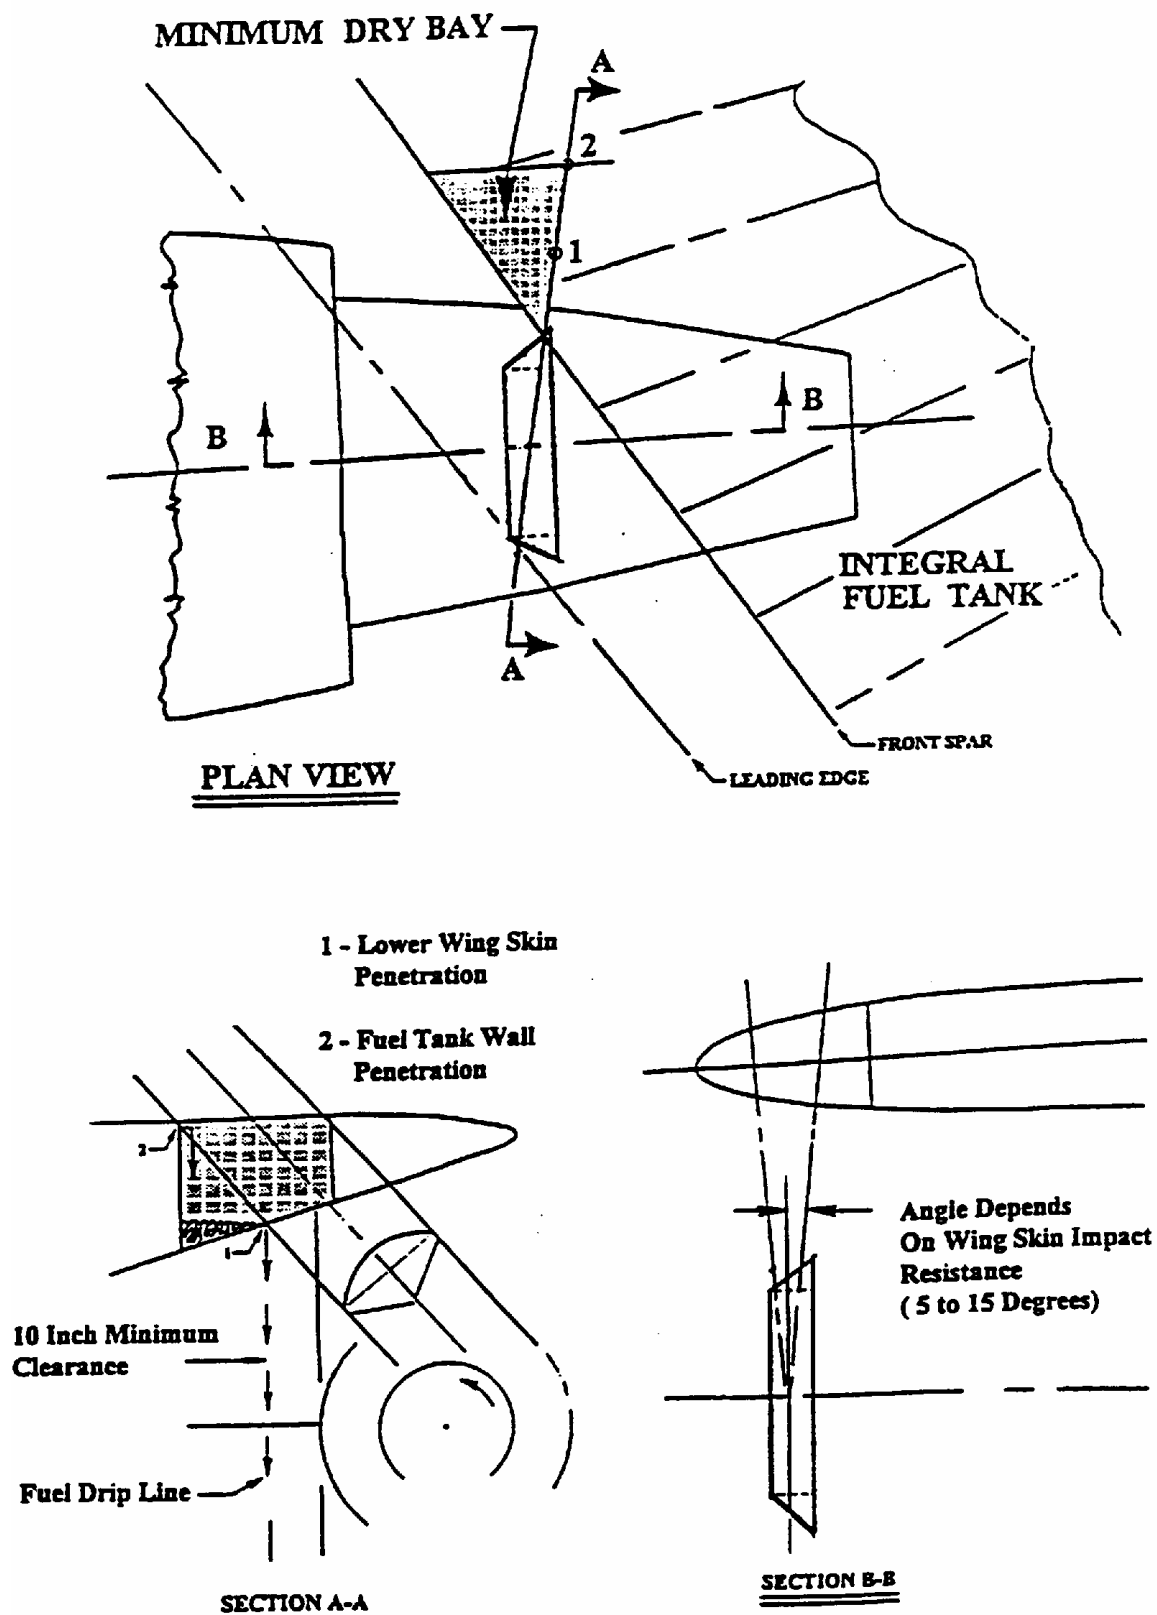 MINIMUM DRY BAY
A
2
1
B
B
INTEGRAL
FUEL TANK
A
FRONT SPAR
LEADING EDGE
PLAN VIEW
1 - Lower Wing Skin
Penetration
2 - Fuel Tank Wall
Penetration
2
1
Angle Depends
On Wing Skin Impact
Resistance
( 5 to 15 Degrees)
10 Inch Minimum
Clearance
Fuel Drip Line
SECTION A-A
SECTION B-B